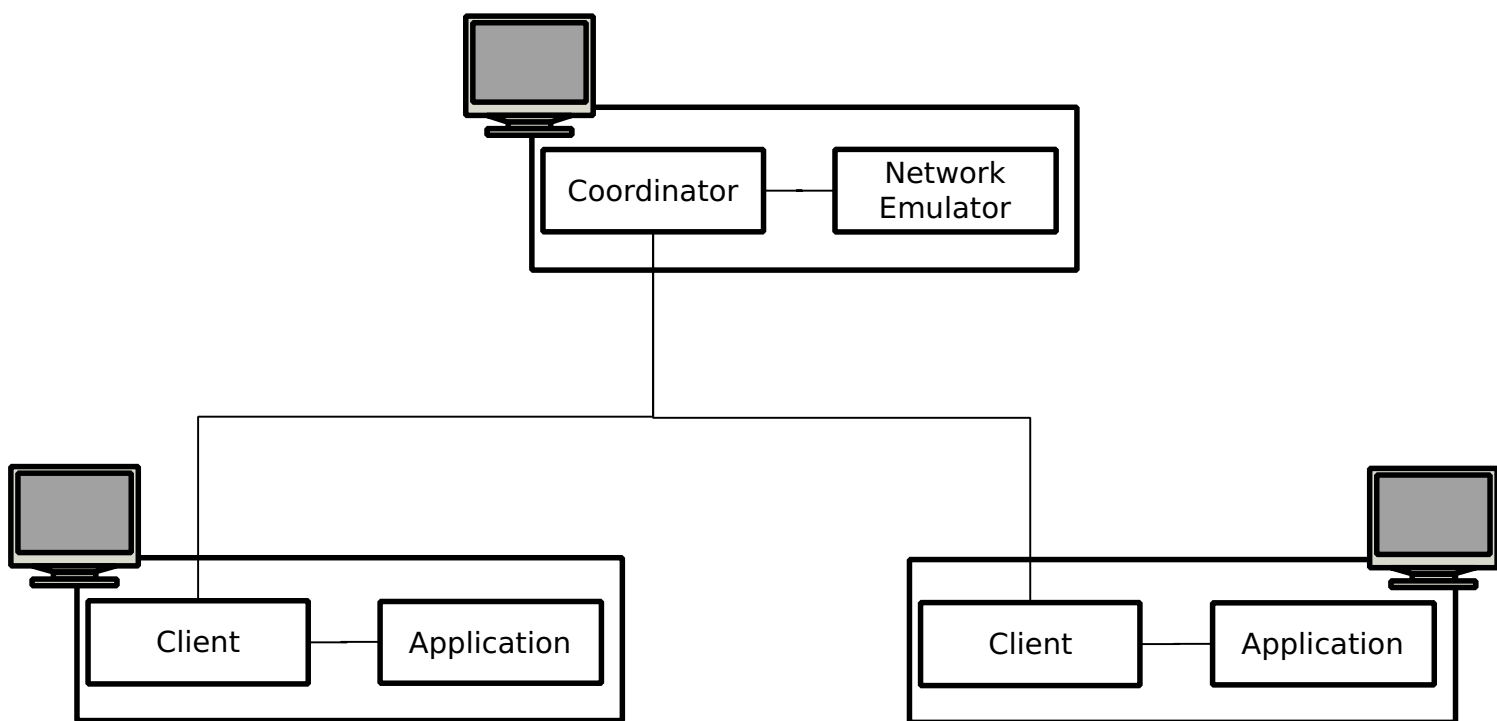 Coordinator
Network
Emulator
Client
Application
Client
Application